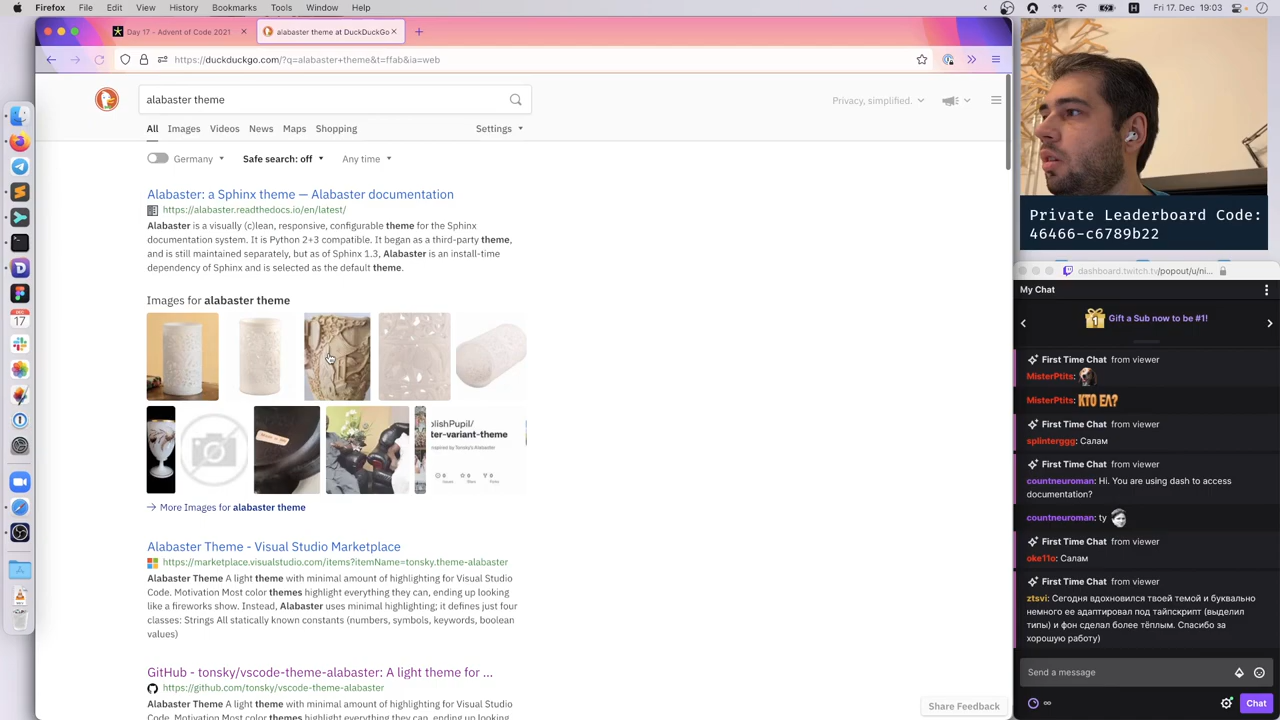 Firefox File Edit View History Bookmarks Tools Window Help
Fri 17. Dec 19:03
Day 17 - Advent of Code 2021
alabaster theme at DuckDuckGo
https://duckduckgo.com/?q=alabaster+theme&t=ffab&ia=web
alabaster theme
Privacy, simplified.
All Images Videos News Maps Shopping Settings
Germany Safe search: off Any time
Alabaster: a Sphinx theme — Alabaster documentation
https://alabaster.readthedocs.io/en/latest/
Alabaster is a visually (c)lean, responsive, configurable theme for the Sphinx
documentation system. It is Python 2+3 compatible. It began as a third-party theme,
and is still maintained separately, but as of Sphinx 1.3, Alabaster is an install-time
dependency of Sphinx and is selected as the default theme.
Images for alabaster theme
blishPupil/
ter-variant-theme
More Images for alabaster theme
Alabaster Theme - Visual Studio Marketplace
https://marketplace.visualstudio.com/items?itemName=tonsky.theme-alabaster
Alabaster Theme A light theme with minimal amount of highlighting for Visual Studio
Code. Motivation Most color themes highlight everything they can, ending up looking
like a fireworks show. Instead, Alabaster uses minimal highlighting; it defines just four
classes: Strings All statically known constants (numbers, symbols, keywords, boolean
values)
GitHub - tonsky/vscode-theme-alabaster: A light theme for ...
https://github.com/tonsky/vscode-theme-alabaster
Alabaster Theme A light theme with minimal amount of highlighting for Visual Studio
Share Feedback
DEC
17
Private Leaderboard Code:
46466-c6789b22
dashboard.twitch.tv/popout/u/ni...
My Chat
1
Gift a Sub now to be #1!
First Time Chat from viewer
MisterPtits:
MisterPtits: КТО ЕЛ?
First Time Chat from viewer
splinterggg: Салам
First Time Chat from viewer
countneuroman: Hi. You are using dash to access
documentation?
countneuroman: ty
First Time Chat from viewer
oke11o: Салам
First Time Chat from viewer
ztsvi: Сегодня вдохновился твоей темой и буквально
немного ее адаптировал под тайпскрипт (выделил
типы) и фон сделал более тёплым. Спасибо за
хорошую работу)
Send a message
Chat